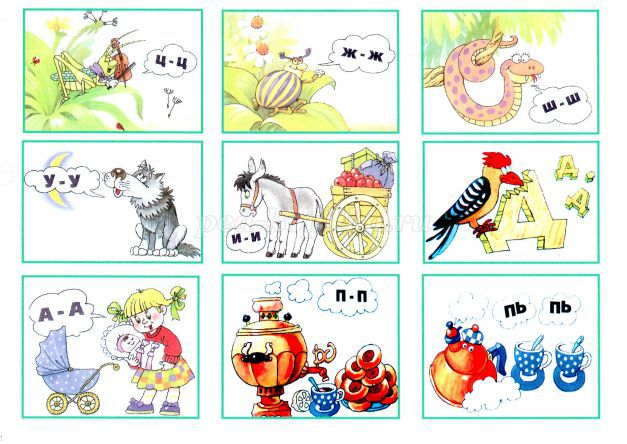 Ц - Ц
Ж - Ж
Ш - Ш
У - У
И - И
Д
Д
Д
А - А
П - П
ПЬ ПЬ